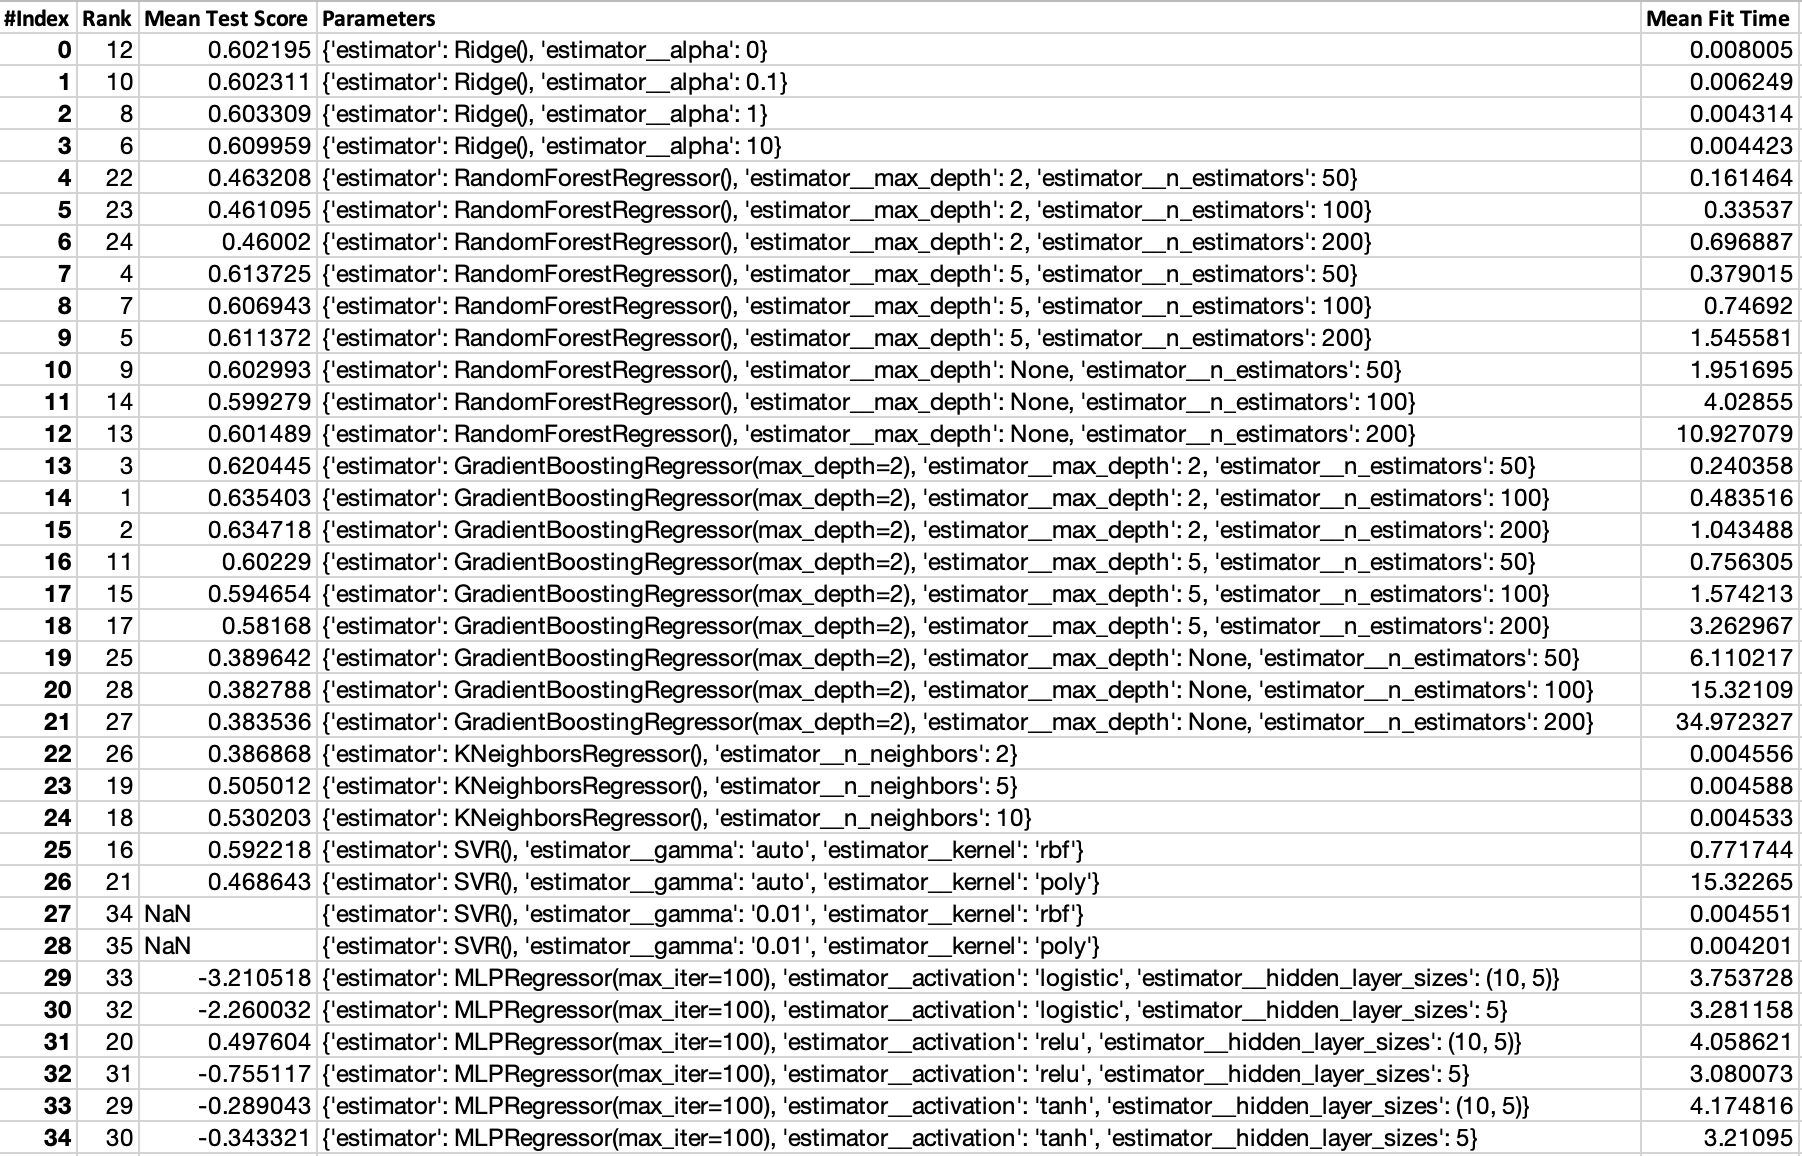 #Index Rank Mean Test Score Parameters Mean Fit Time
0 12 0.602195 {'estimator': Ridge(), 'estimator__alpha': 0} 0.008005
1 10 0.602311 {'estimator': Ridge(), 'estimator__alpha': 0.1} 0.006249
2 8 0.603309 {'estimator': Ridge(), 'estimator__alpha': 1} 0.004314
3 6 0.609959 {'estimator': Ridge(), 'estimator__alpha': 10} 0.004423
4 22 0.463208 {'estimator': RandomForestRegressor(), 'estimator__max_depth': 2, 'estimator__n_estimators': 50} 0.161464
5 23 0.461095 {'estimator': RandomForestRegressor(), 'estimator__max_depth': 2, 'estimator__n_estimators': 100} 0.33537
6 24 0.46002 {'estimator': RandomForestRegressor(), 'estimator__max_depth': 2, 'estimator__n_estimators': 200} 0.696887
7 4 0.613725 {'estimator': RandomForestRegressor(), 'estimator__max_depth': 5, 'estimator__n_estimators': 50} 0.379015
8 7 0.606943 {'estimator': RandomForestRegressor(), 'estimator__max_depth': 5, 'estimator__n_estimators': 100} 0.74692
9 5 0.611372 {'estimator': RandomForestRegressor(), 'estimator__max_depth': 5, 'estimator__n_estimators': 200} 1.545581
10 9 0.602993 {'estimator': RandomForestRegressor(), 'estimator__max_depth': None, 'estimator__n_estimators': 50} 1.951695
11 14 0.599279 {'estimator': RandomForestRegressor(), 'estimator__max_depth': None, 'estimator__n_estimators': 100} 4.02855
12 13 0.601489 {'estimator': RandomForestRegressor(), 'estimator__max_depth': None, 'estimator__n_estimators': 200} 10.927079
13 3 0.620445 {'estimator': GradientBoostingRegressor(max_depth=2), 'estimator__max_depth': 2, 'estimator__n_estimators': 50} 0.240358
14 1 0.635403 {'estimator': GradientBoostingRegressor(max_depth=2), 'estimator__max_depth': 2, 'estimator__n_estimators': 100} 0.483516
15 2 0.634718 {'estimator': GradientBoostingRegressor(max_depth=2), 'estimator__max_depth': 2, 'estimator__n_estimators': 200} 1.043488
16 11 0.60229 {'estimator': GradientBoostingRegressor(max_depth=2), 'estimator__max_depth': 5, 'estimator__n_estimators': 50} 0.756305
17 15 0.594654 {'estimator': GradientBoostingRegressor(max_depth=2), 'estimator__max_depth': 5, 'estimator__n_estimators': 100} 1.574213
18 17 0.58168 {'estimator': GradientBoostingRegressor(max_depth=2), 'estimator__max_depth': 5, 'estimator__n_estimators': 200} 3.262967
19 25 0.389642 {'estimator': GradientBoostingRegressor(max_depth=2), 'estimator__max_depth': None, 'estimator__n_estimators': 50} 6.110217
20 28 0.382788 {'estimator': GradientBoostingRegressor(max_depth=2), 'estimator__max_depth': None, 'estimator__n_estimators': 100} 15.32109
21 27 0.383536 {'estimator': GradientBoostingRegressor(max_depth=2), 'estimator__max_depth': None, 'estimator__n_estimators': 200} 34.972327
22 26 0.386868 {'estimator': KNeighborsRegressor(), 'estimator__n_neighbors': 2} 0.004556
23 19 0.505012 {'estimator': KNeighborsRegressor(), 'estimator__n_neighbors': 5} 0.004588
24 18 0.530203 {'estimator': KNeighborsRegressor(), 'estimator__n_neighbors': 10} 0.004533
25 16 0.592218 {'estimator': SVR(), 'estimator__gamma': 'auto', 'estimator__kernel': 'rbf'} 0.771744
26 21 0.468643 {'estimator': SVR(), 'estimator__gamma': 'auto', 'estimator__kernel': 'poly'} 15.32265
27 34 NaN {'estimator': SVR(), 'estimator__gamma': '0.01', 'estimator__kernel': 'rbf'} 0.004551
28 35 NaN {'estimator': SVR(), 'estimator__gamma': '0.01', 'estimator__kernel': 'poly'} 0.004201
29 33 -3.210518 {'estimator': MLPRegressor(max_iter=100), 'estimator__activation': 'logistic', 'estimator__hidden_layer_sizes': (10, 5)} 3.753728
30 32 -2.260032 {'estimator': MLPRegressor(max_iter=100), 'estimator__activation': 'logistic', 'estimator__hidden_layer_sizes': 5} 3.281158
31 20 0.497604 {'estimator': MLPRegressor(max_iter=100), 'estimator__activation': 'relu', 'estimator__hidden_layer_sizes': (10, 5)} 4.058621
32 31 -0.755117 {'estimator': MLPRegressor(max_iter=100), 'estimator__activation': 'relu', 'estimator__hidden_layer_sizes': 5} 3.080073
33 29 -0.289043 {'estimator': MLPRegressor(max_iter=100), 'estimator__activation': 'tanh', 'estimator__hidden_layer_sizes': (10, 5)} 4.174816
34 30 -0.343321 {'estimator': MLPRegressor(max_iter=100), 'estimator__activation': 'tanh', 'estimator__hidden_layer_sizes': 5} 3.21095